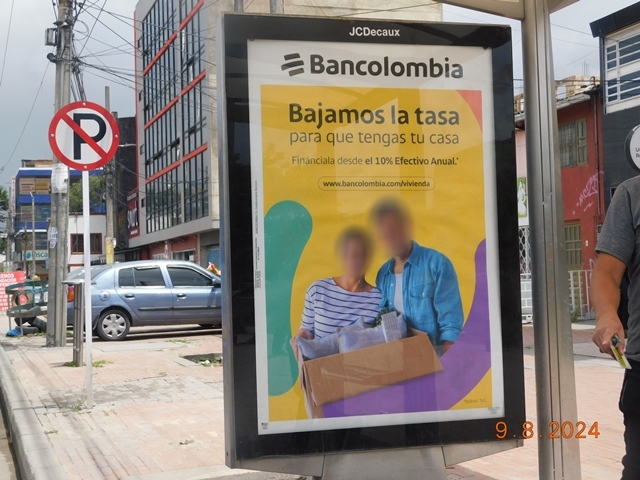 JCDecaux
Bancolombia
Bajamos la tasa
para que tengas tu casa
Finánciala desde el 10% Efectivo Anual.*
www.bancolombia.com/vivienda
P
9.8.2024